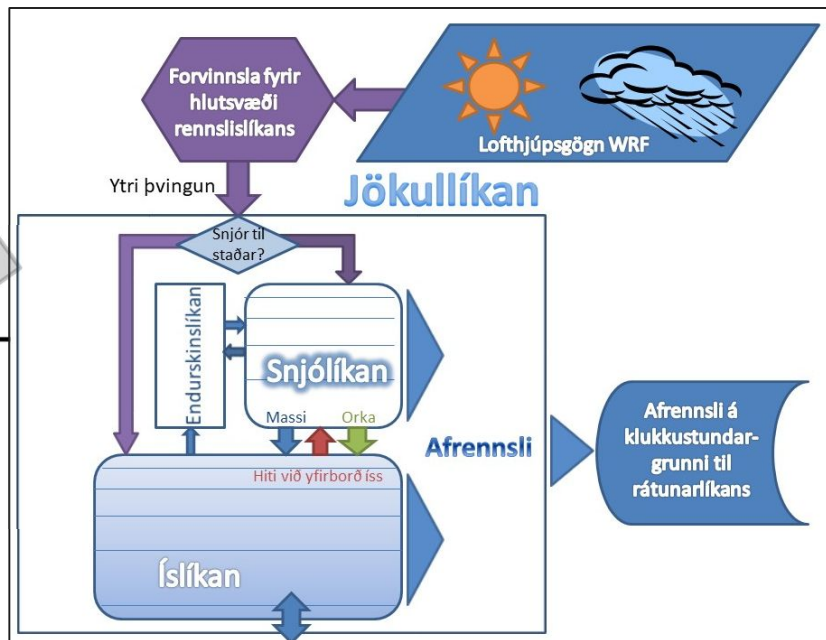 Forvinnsla fyrir
hlutsvæði
rennslislíkans
Lofthjúpsgögn WRF
Ytri þvingun
Jökullíkan
Snjór til
staðar?
Endurskinslíkan
Snjólíkan
Massi
Orka
Afrennsli
Hiti við yfirborð íss
Íslíkan
Afrennsli á
klukkustundar-
grunni til
rátunarlíkans